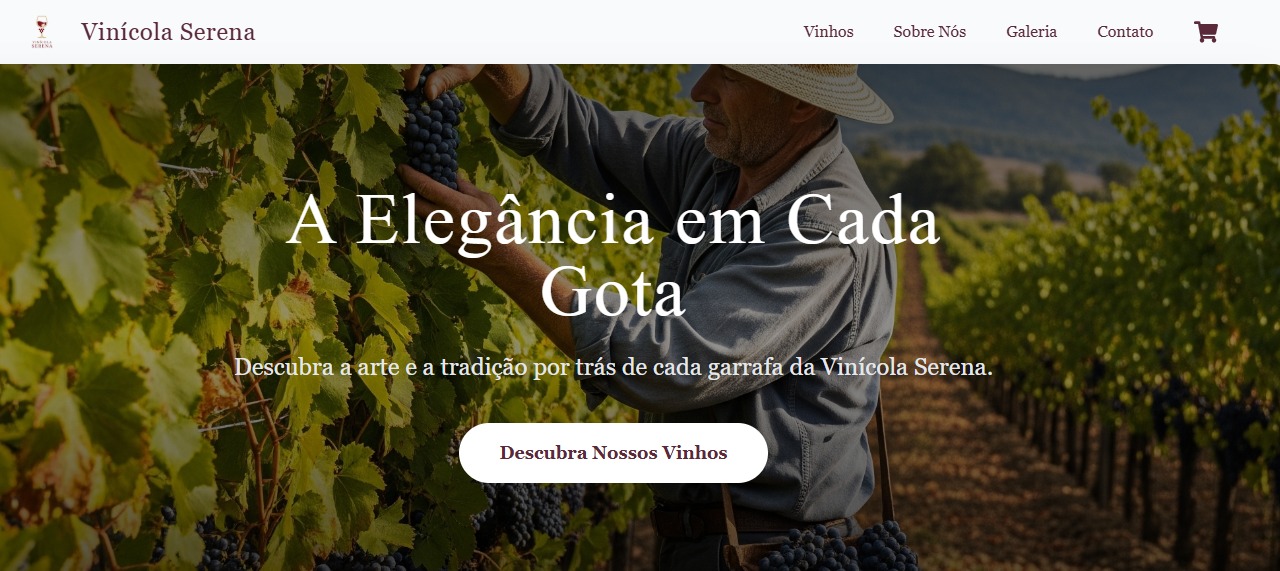 VINÍCOLA
SERENA
Vinícola Serena
Vinhos
Sobre Nós
Galeria
Contato
A Elegância em Cada
Gota
Descubra a arte e a tradição por trás de cada garrafa da Vinícola Serena.
Descubra Nossos Vinhos